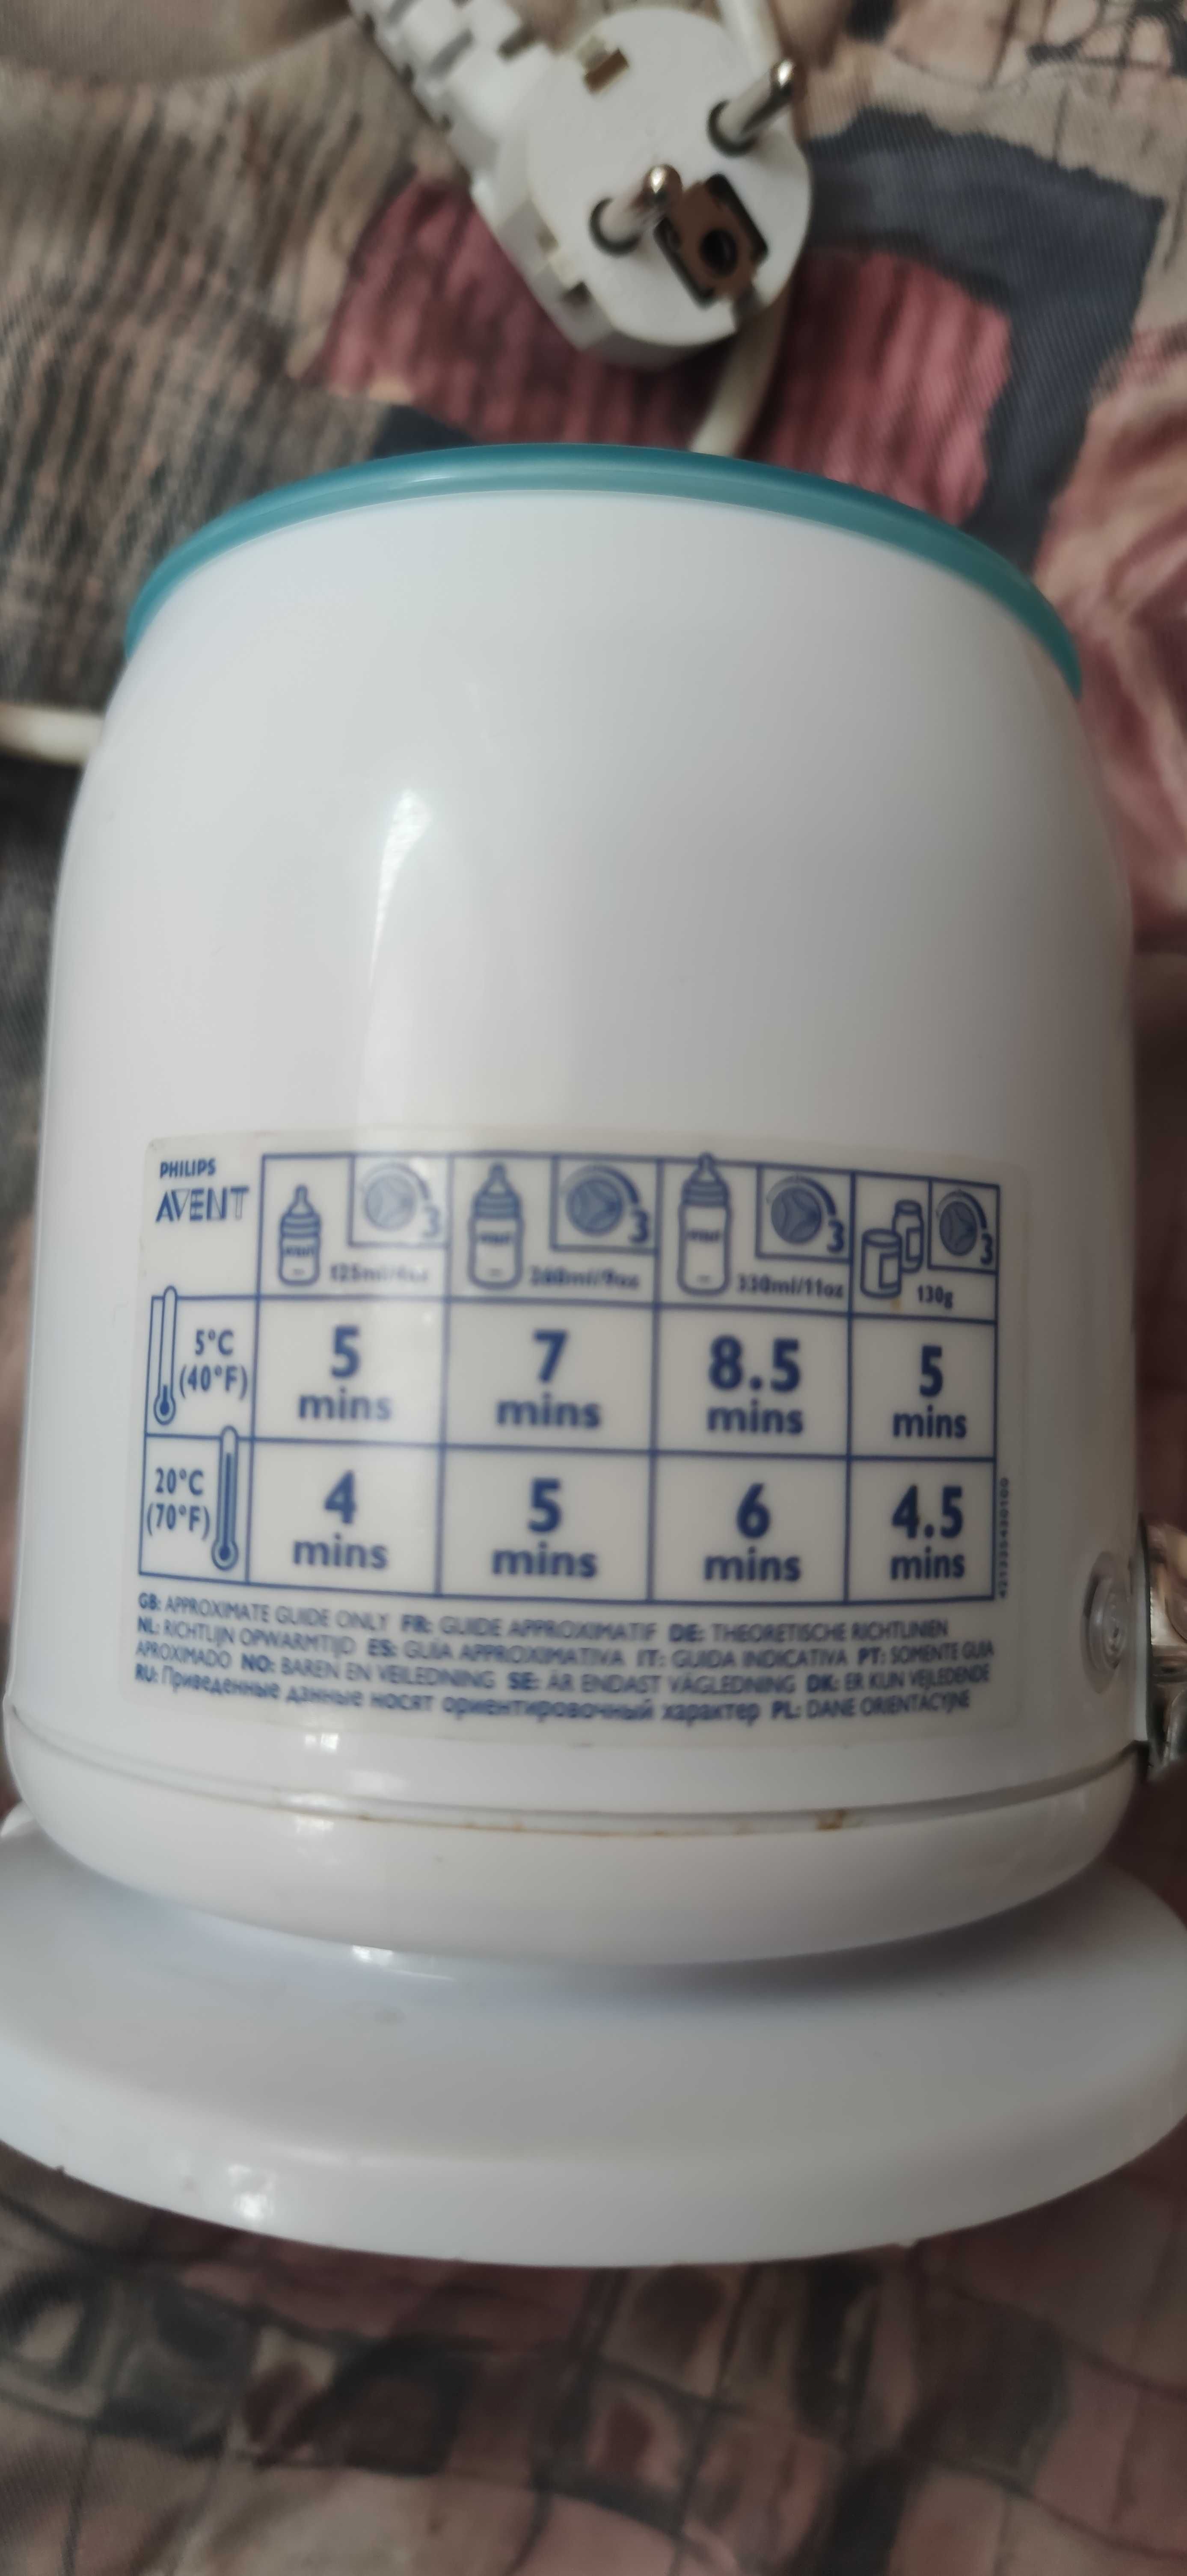 PHILIPS
AVENT
3 3 3 3
125ml/4oz 260ml/9oz 330ml/11oz 130g
5°C 5 7 8.5 5
(40°F) mins mins mins mins
20°C 4 5 6 4.5
(70°F) mins mins mins mins
GB: APPROXIMATE GUIDE ONLY FR: GUIDE APPROXIMATIF DE: THEORETISCHE RICHTLINIEN
NL: RICHTLIJN OPWARMTIJD ES: GUIA APPROXIMATIVA IT: GUIDA INDICATIVA PT: SOMENTE GUIA
APROXIMADO NO: BAREN EN VEILEDNING SE: ÄR ENDAST VÄGLEDNING DK: ER KUN VEJLEDENDE
RU: Приведенные данные носят ориентировочный характер PL: DANE ORIENTACYJNE